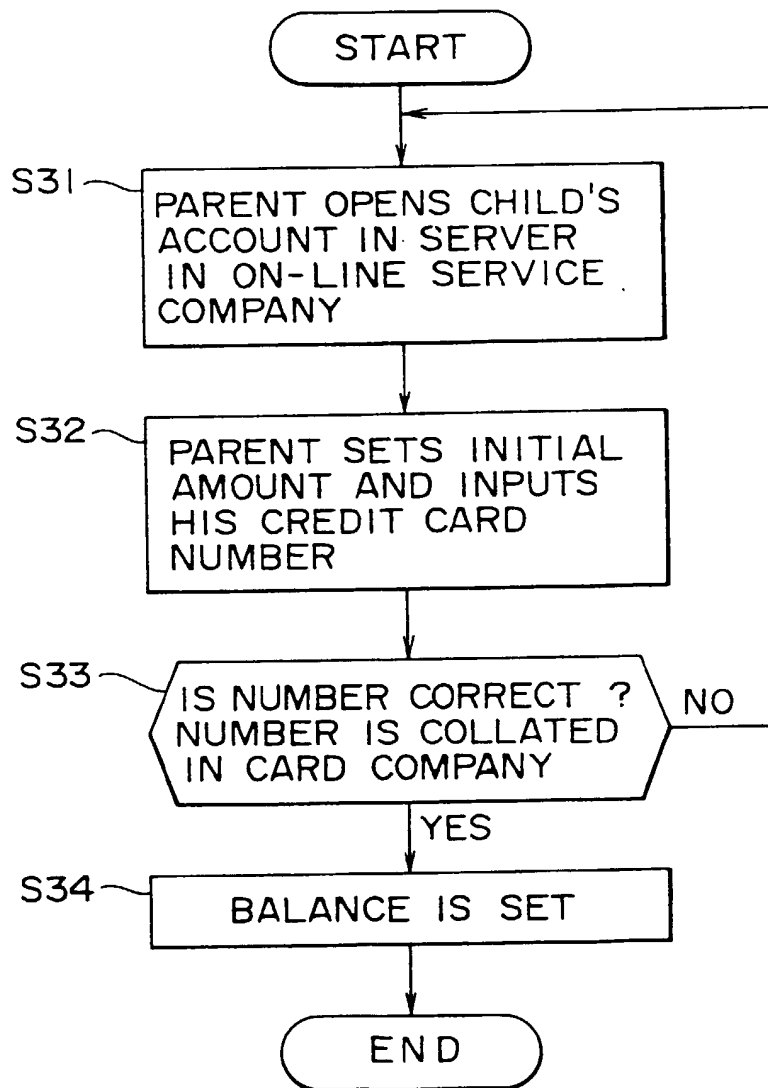 START
S31
PARENT OPENS CHILD'S
ACCOUNT IN SERVER
IN ON-LINE SERVICE
COMPANY
S32
PARENT SETS INITIAL
AMOUNT AND INPUTS
HIS CREDIT CARD
NUMBER
S33
IS NUMBER CORRECT ?
NUMBER IS COLLATED
IN CARD COMPANY
NO
YES
S34
BALANCE IS SET
END